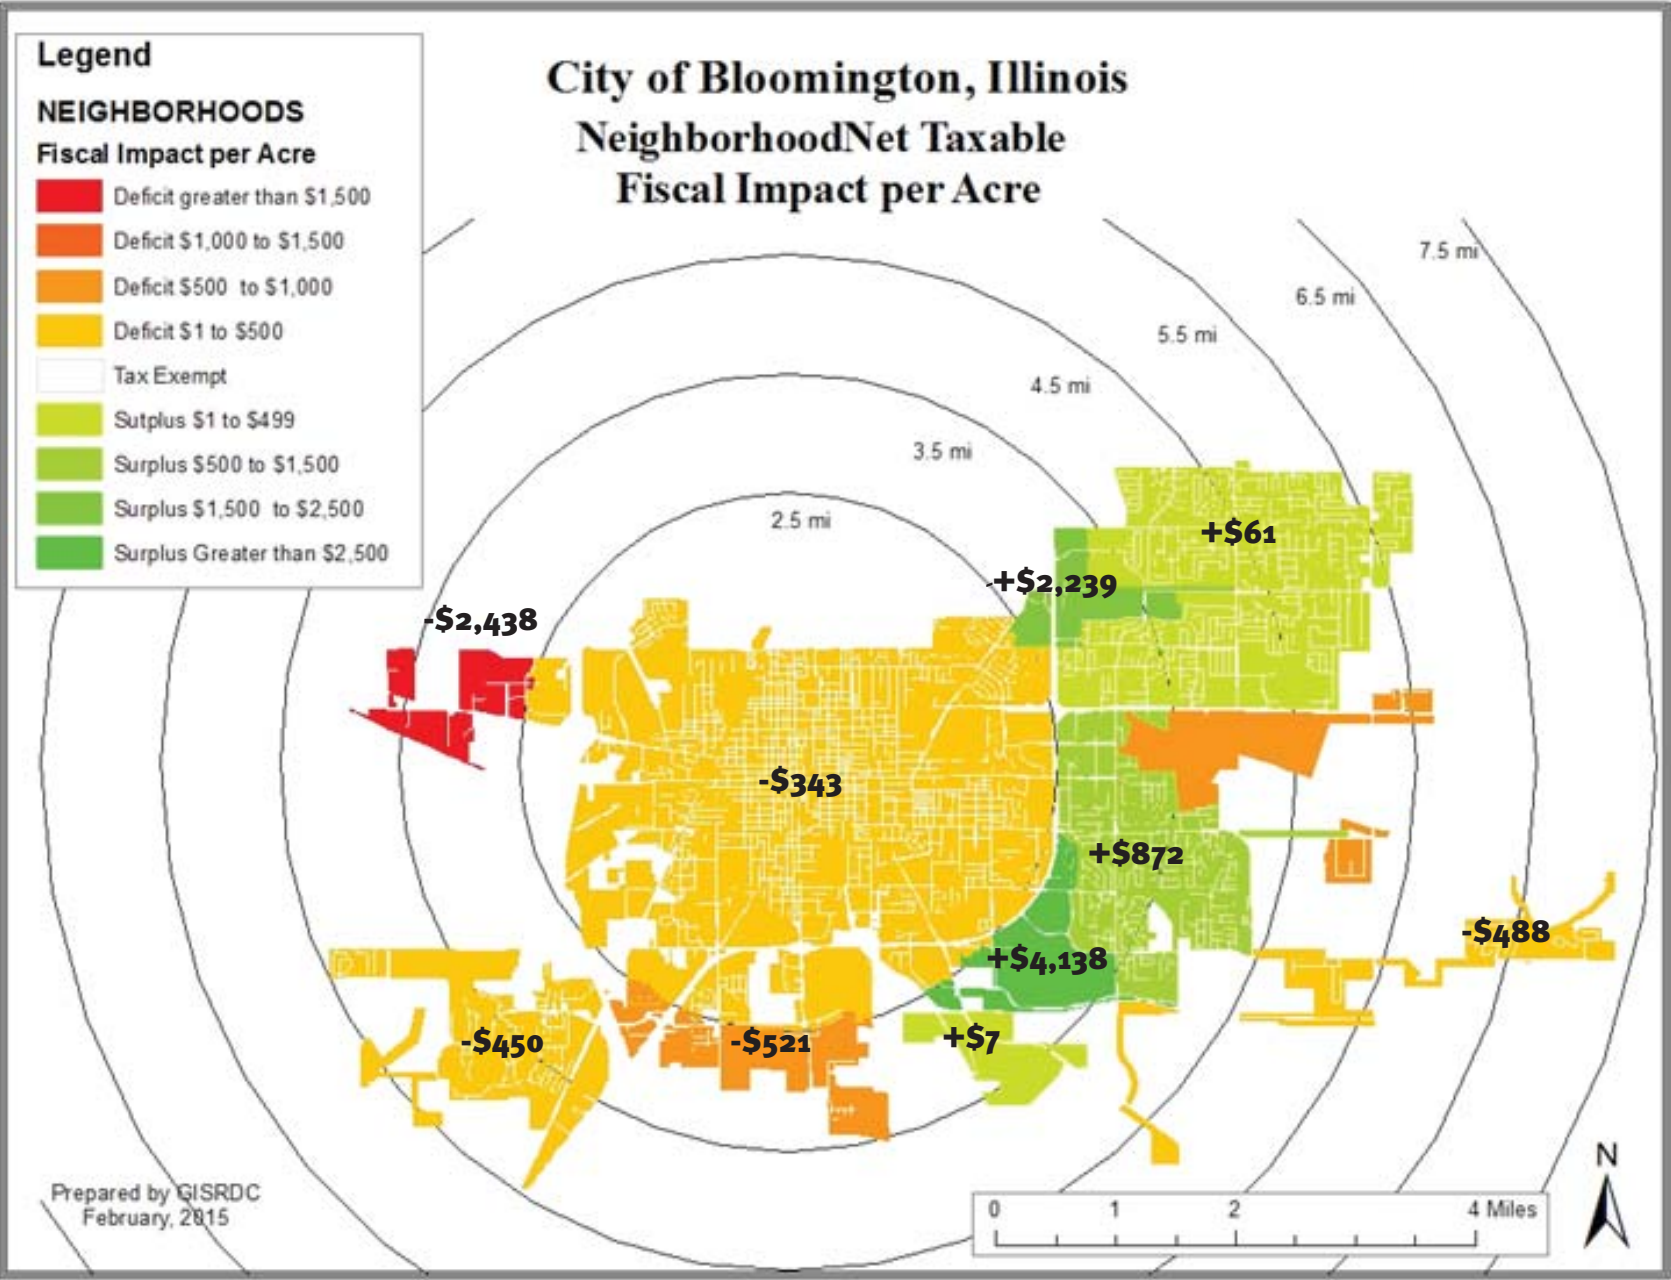 Legend
NEIGHBORHOODS
Fiscal Impact per Acre
Deficit greater than $1,500
Deficit $1,000 to $1,500
Deficit $500 to $1,000
Deficit $1 to $500
Tax Exempt
Sutplus $1 to $499
Surplus $500 to $1,500
Surplus $1,500 to $2,500
Surplus Greater than $2,500
City of Bloomington, Illinois
NeighborhoodNet Taxable
Fiscal Impact per Acre
7.5 mi
6.5 mi
5.5 mi
4.5 mi
3.5 mi
2.5 mi
+$61
+$2,239
-$2,438
-$343
+$872
-$488
+$4,138
-$450
-$521
+$7
Prepared by GISRDC
February, 2015
0 1 2 4 Miles
N